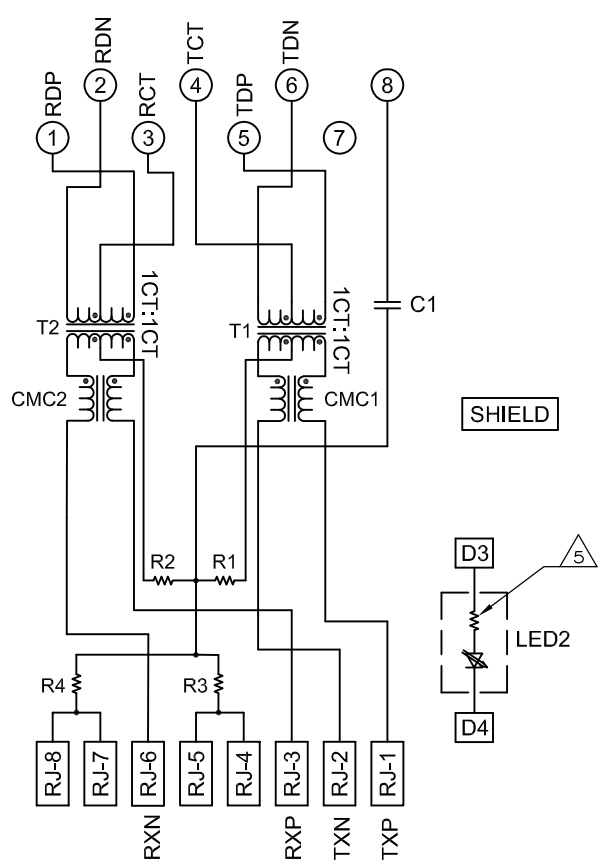 RDP
RDN
RCT
TCT
TDP
TDN
1
2
3
4
5
6
7
8
T2
1CT:1CT
T1
1CT:1CT
C1
CMC2
CMC1
SHIELD
R2
R1
D3
5
LED2
D4
R4
R3
RJ-8
RJ-7
RJ-6
RJ-5
RJ-4
RJ-3
RJ-2
RJ-1
RXN
RXP
TXN
TXP